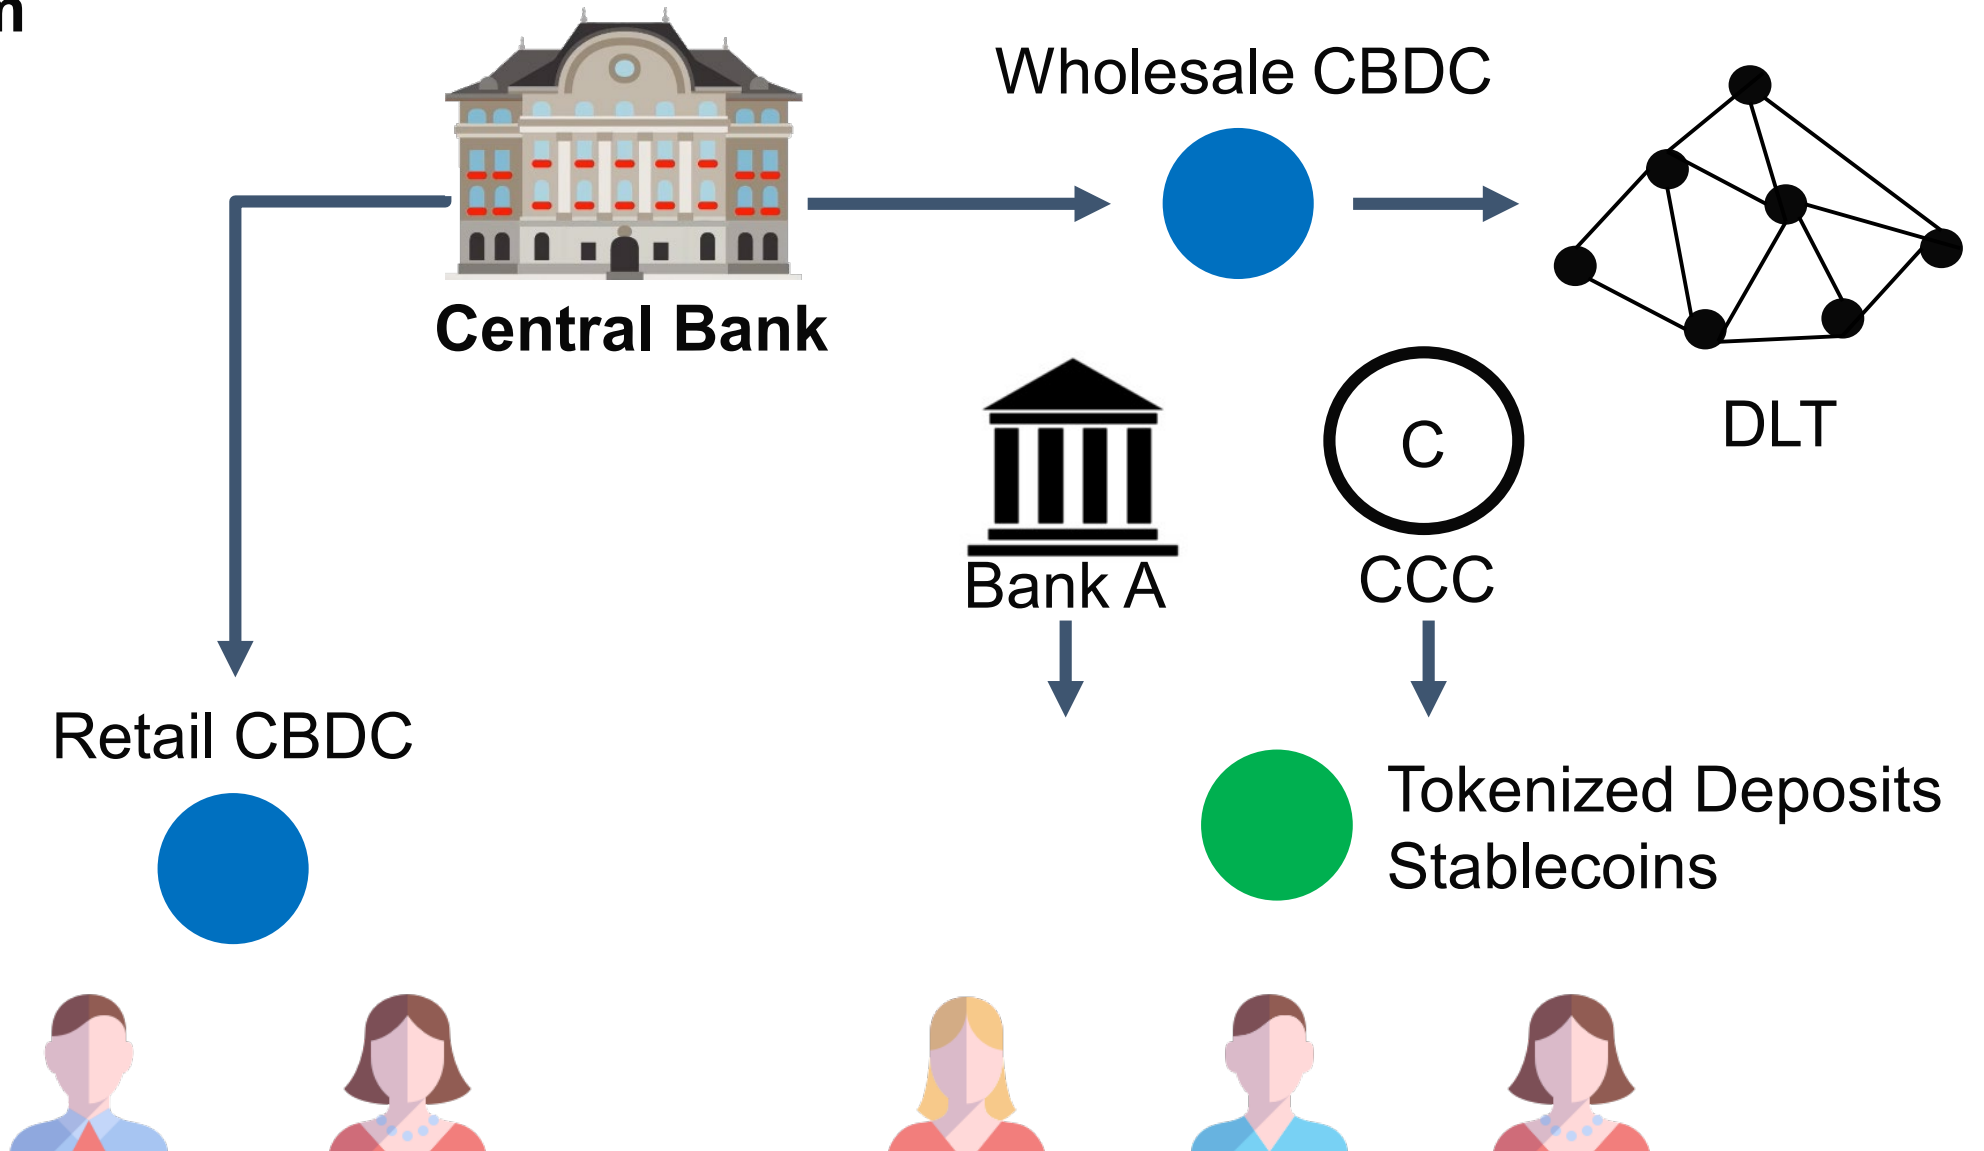 Wholesale CBDC
Central Bank
DLT
C
Bank A
CCC
Retail CBDC
Tokenized Deposits
Stablecoins